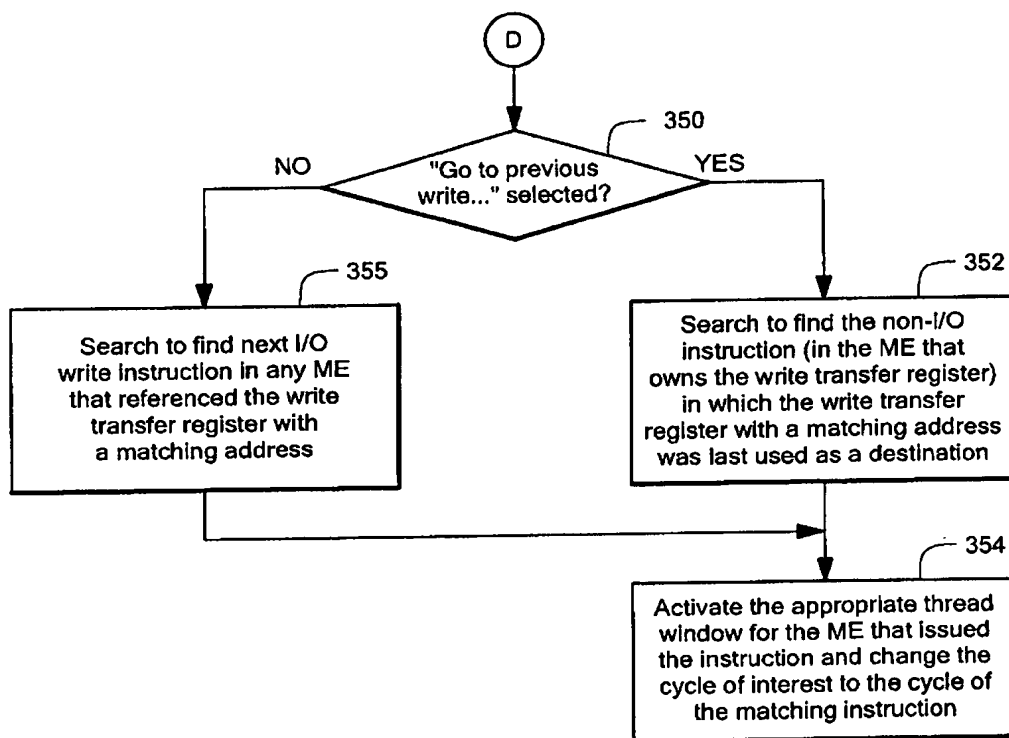 D
350
NO
"Go to previous
write..." selected?
YES
355
Search to find next I/O
write instruction in any ME
that referenced the write
transfer register with
a matching address
352
Search to find the non-I/O
instruction (in the ME that
owns the write transfer register)
in which the write transfer
register with a matching address
was last used as a destination
354
Activate the appropriate thread
window for the ME that issued
the instruction and change the
cycle of interest to the cycle of
the matching instruction